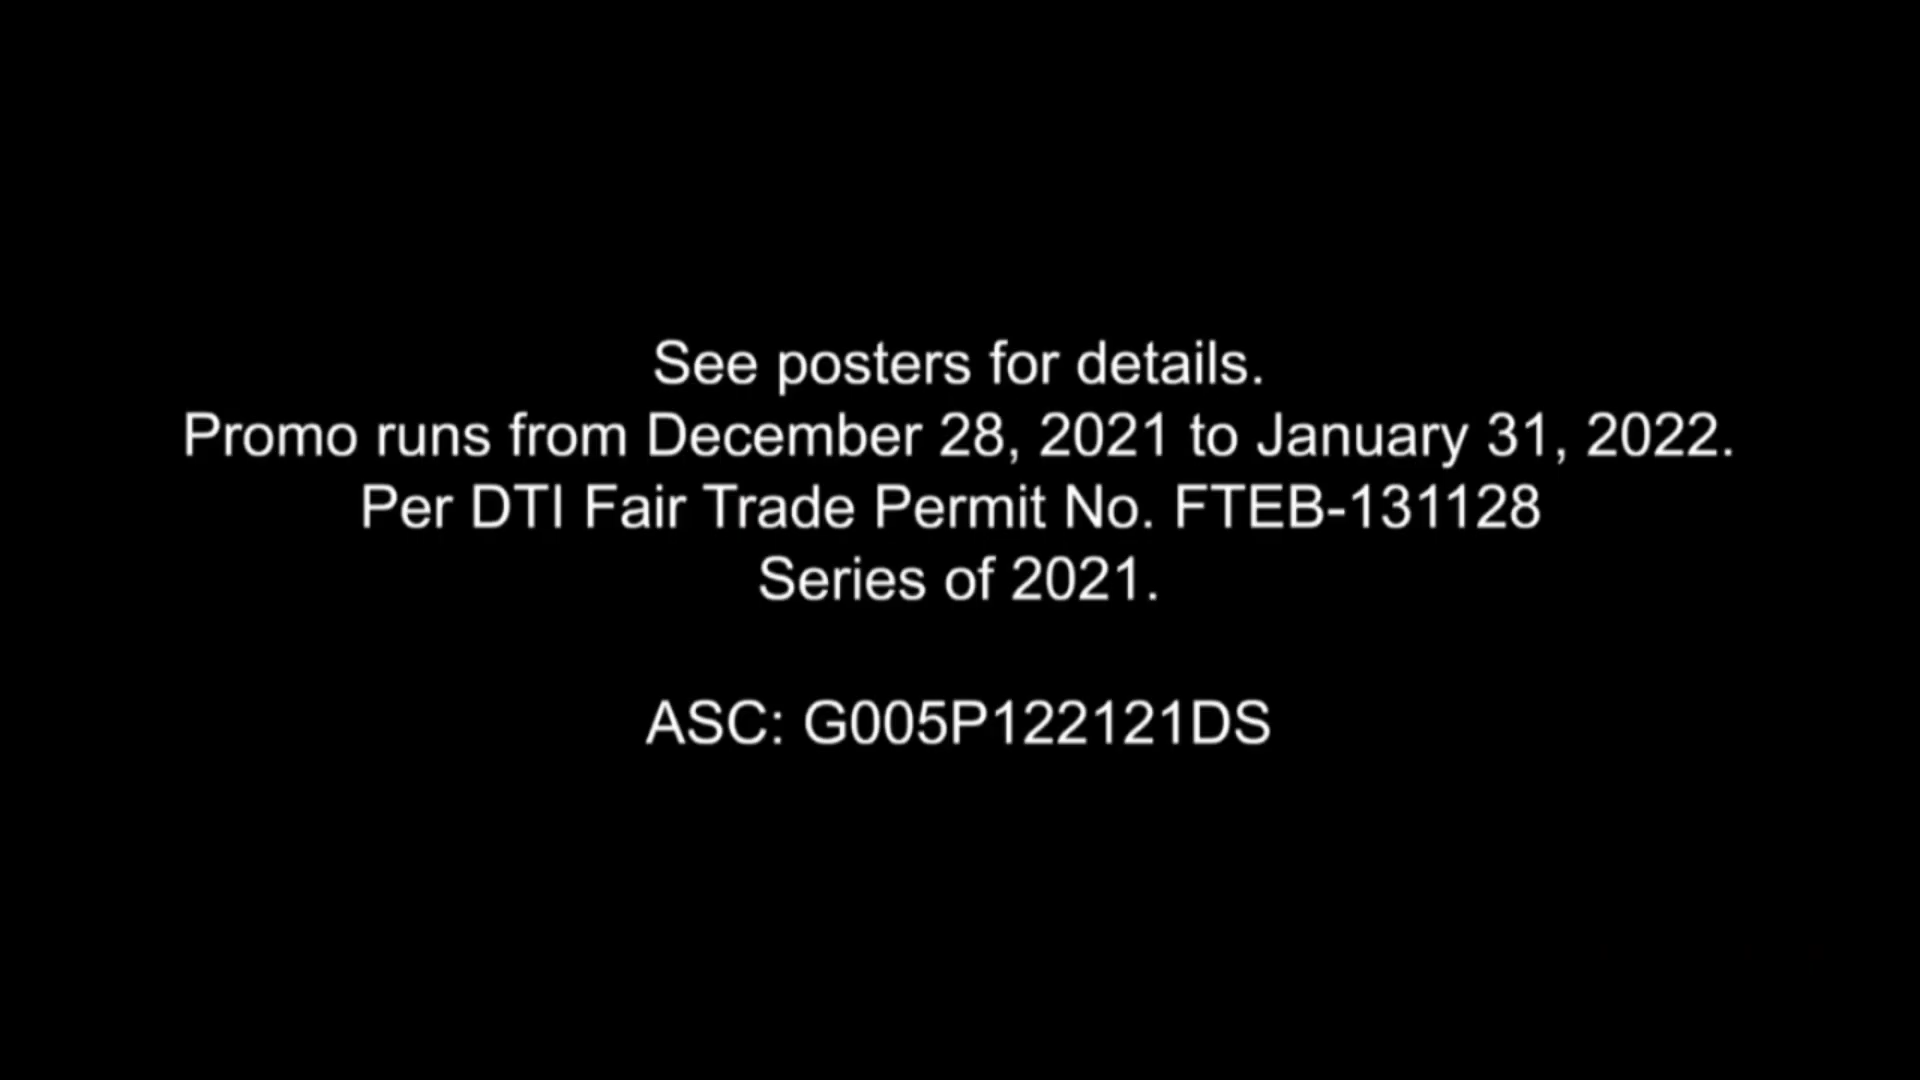 See posters for details.
Promo runs from December 28, 2021 to January 31, 2022.
Per DTI Fair Trade Permit No. FTEB-131128
Series of 2021.
ASC: G005P122121DS